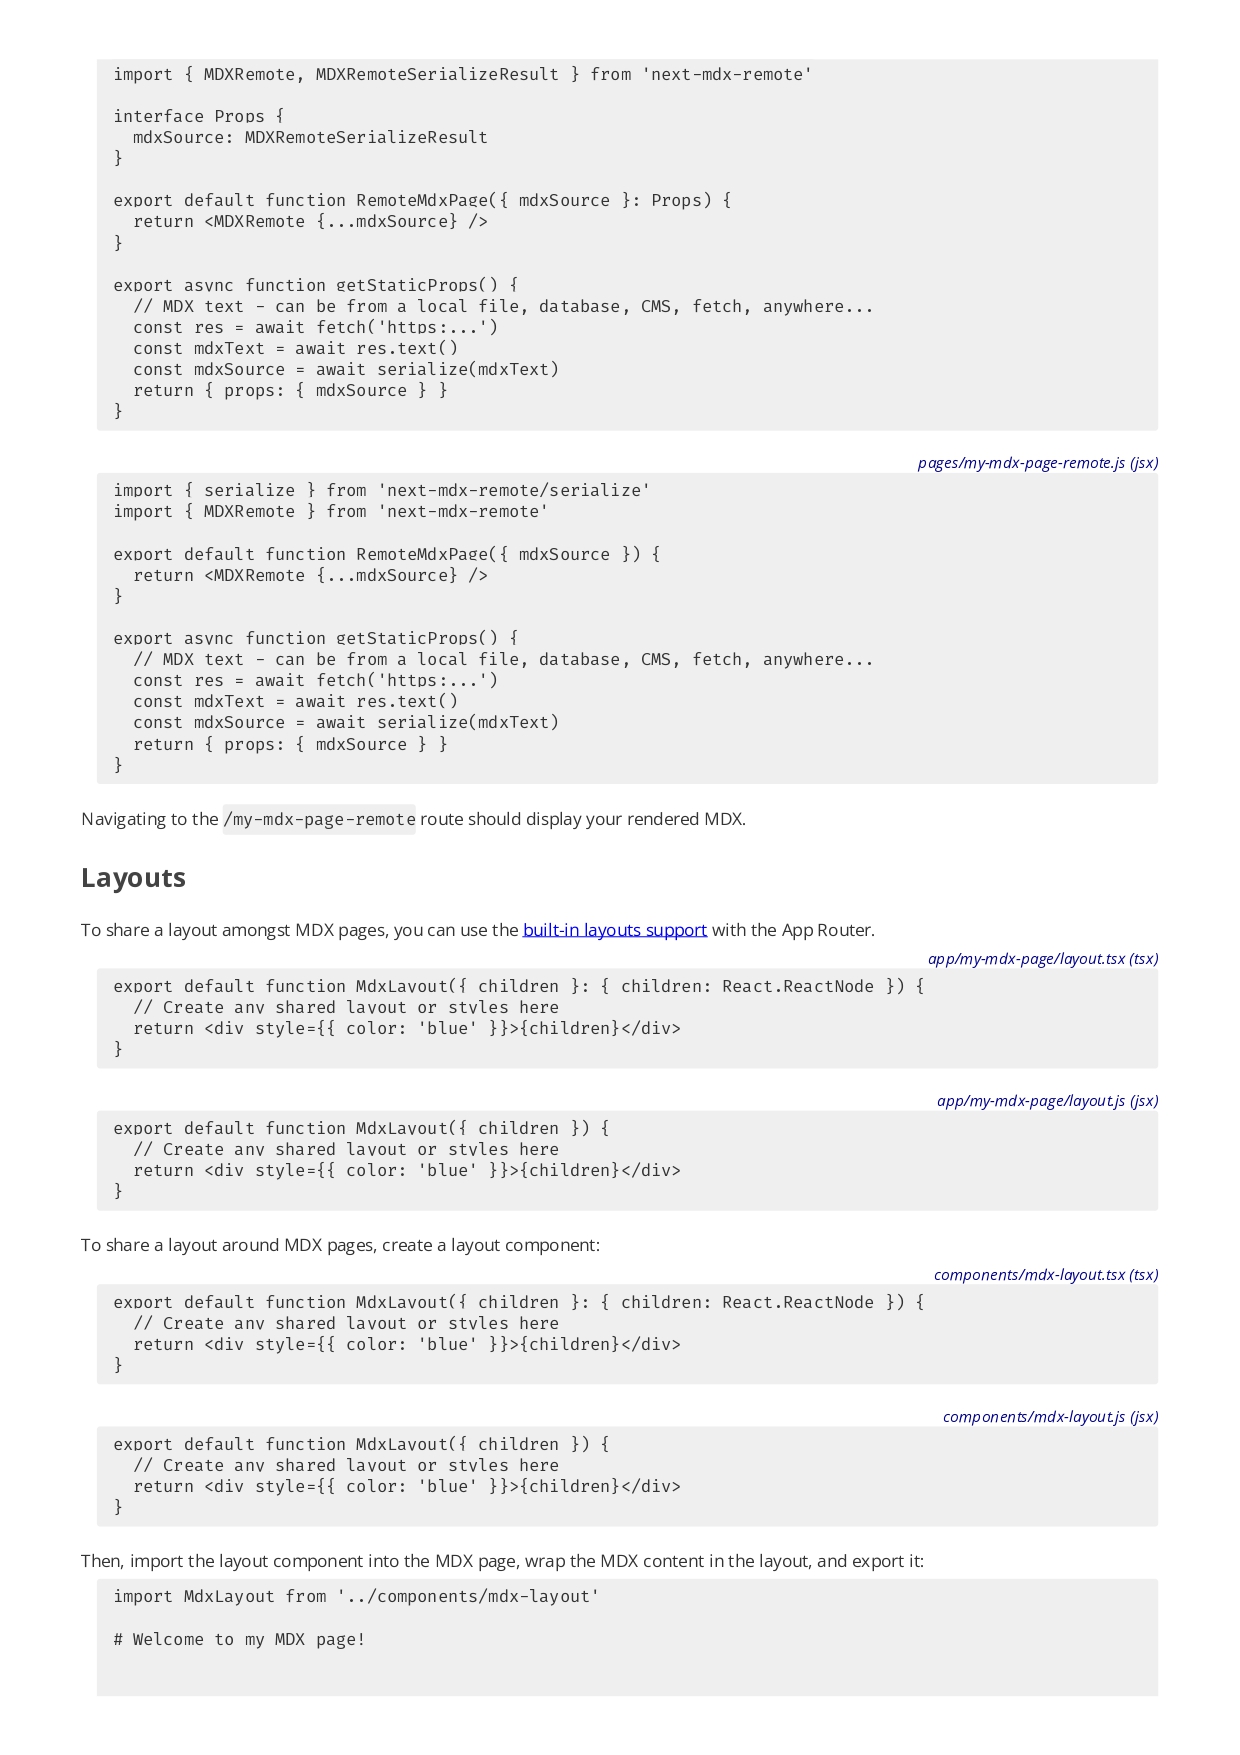 import { MDXRemote, MDXRemoteSerializeResult } from 'next-mdx-remote'

interface Props {
  mdxSource: MDXRemoteSerializeResult
}

export default function RemoteMdxPage({ mdxSource }: Props) {
  return <MDXRemote {...mdxSource} />
}

export async function getStaticProps() {
  // MDX text - can be from a local file, database, CMS, fetch, anywhere...
  const res = await fetch('https:...')
  const mdxText = await res.text()
  const mdxSource = await serialize(mdxText)
  return { props: { mdxSource } }
}

pages/my-mdx-page-remote.js (jsx)
import { serialize } from 'next-mdx-remote/serialize'
import { MDXRemote } from 'next-mdx-remote'

export default function RemoteMdxPage({ mdxSource }) {
  return <MDXRemote {...mdxSource} />
}

export async function getStaticProps() {
  // MDX text - can be from a local file, database, CMS, fetch, anywhere...
  const res = await fetch('https:...')
  const mdxText = await res.text()
  const mdxSource = await serialize(mdxText)
  return { props: { mdxSource } }
}

Navigating to the /my-mdx-page-remote route should display your rendered MDX.

Layouts

To share a layout amongst MDX pages, you can use the built-in layouts support with the App Router.
app/my-mdx-page/layout.tsx (tsx)
export default function MdxLayout({ children }: { children: React.ReactNode }) {
  // Create any shared layout or styles here
  return <div style={{ color: 'blue' }}>{children}</div>
}

app/my-mdx-page/layout.js (jsx)
export default function MdxLayout({ children }) {
  // Create any shared layout or styles here
  return <div style={{ color: 'blue' }}>{children}</div>
}

To share a layout around MDX pages, create a layout component:
components/mdx-layout.tsx (tsx)
export default function MdxLayout({ children }: { children: React.ReactNode }) {
  // Create any shared layout or styles here
  return <div style={{ color: 'blue' }}>{children}</div>
}

components/mdx-layout.js (jsx)
export default function MdxLayout({ children }) {
  // Create any shared layout or styles here
  return <div style={{ color: 'blue' }}>{children}</div>
}

Then, import the layout component into the MDX page, wrap the MDX content in the layout, and export it:
import MdxLayout from '../components/mdx-layout'

# Welcome to my MDX page!